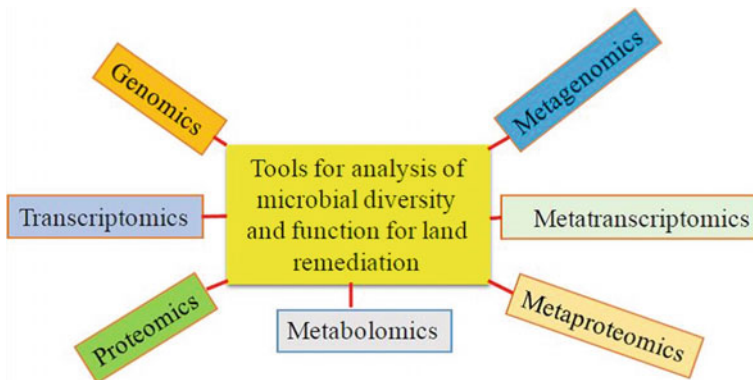 Genomics
Metagenomics
Tools for analysis of
microbial diversity
and function for land
remediation
Transcriptomics
Metatranscriptomics
Proteomics
Metabolomics
Metaproteomics